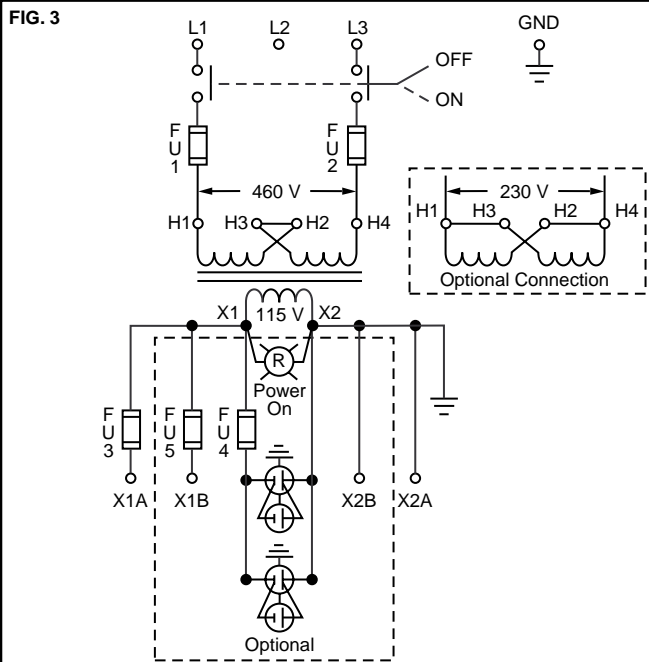 FIG. 3
L1 L2 L3 GND
OFF
ON
FU1 FU2
460 V
H1 H3 H2 H4
230 V
H1 H3 H2 H4
Optional Connection
X1 115 V X2
R
Power
On
FU3 FU5 FU4
X1A X1B X2B X2A
Optional